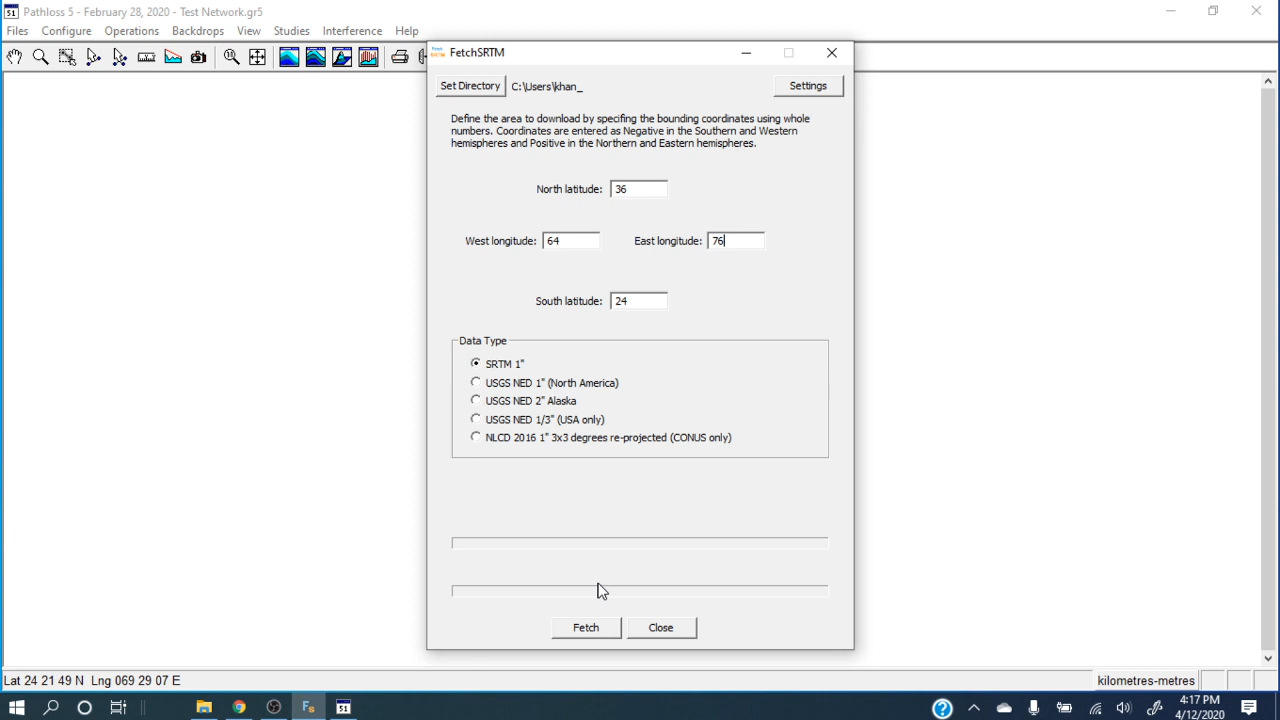 51 Pathloss 5 - February 28, 2020 - Test Network.gr5
Files Configure Operations Backdrops View Studies Interference Help
Fetch SRTM FetchSRTM
Set Directory C:\Users\khan_ Settings
Define the area to download by specifing the bounding coordinates using whole
numbers. Coordinates are entered as Negative in the Southern and Western
hemispheres and Positive in the Northern and Eastern hemispheres.
North latitude: 36
West longitude: 64 East longitude: 76
South latitude: 24
Data Type
SRTM 1"
USGS NED 1" (North America)
USGS NED 2" Alaska
USGS NED 1/3" (USA only)
NLCD 2016 1" 3x3 degrees re-projected (CONUS only)
Fetch Close
Lat 24 21 49 N Lng 069 29 07 E kilometres-metres
Fs 51 4:17 PM
4/12/2020